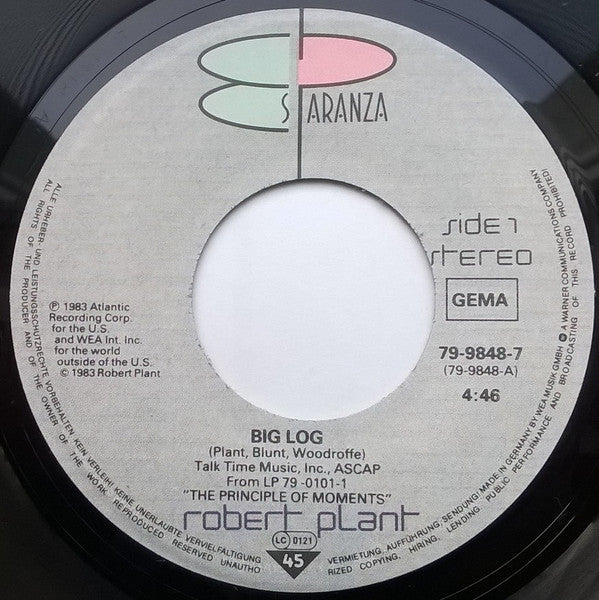 ESPARANZA
side 1
stereo
GEMA
79-9848-7
(79-9848-A)
4:46
Ⓟ 1983 Atlantic
Recording Corp.
for the U.S.
and WEA Int. Inc.
for the world
outside of the U.S.
© 1983 Robert Plant
BIG LOG
(Plant, Blunt, Woodroffe)
Talk Time Music, Inc., ASCAP
From LP 79 -0101-1
"THE PRINCIPLE OF MOMENTS"
robert plant
LC 0121
45
ALLE URHEBER- UND LEISTUNGSSCHUTZRECHTE VORBEHALTEN KEIN VERLEIH! KEINE UNERLAUBTE VERVIELFÄLTIGUNG
VERMIETUNG, AUFFÜHRUNG, SENDUNG! MADE IN GERMANY BY WEA MUSIK GMBH A WARNER COMMUNICATIONS COMPANY
ALL RIGHTS OF THE PRODUCER AND OF THE OWNER OF THE WORK REPRODUCED RESERVED UNAUTHO
RIZED COPYING, HIRING, LENDING PUBLIC PERFORMANCE AND BROADCASTING OF THIS RECORD PROHIBITED